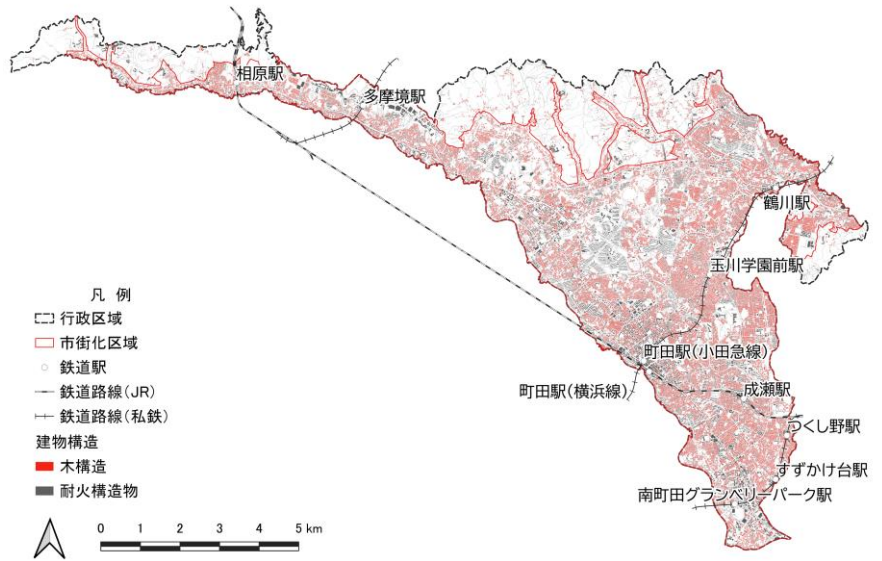 相原駅
多摩境駅
鶴川駅
玉川学園前駅
町田駅(小田急線)
町田駅(横浜線)
成瀬駅
つくし野駅
すずかけ台駅
南町田グランベリーパーク駅
凡 例
行政区域
市街化区域
鉄道駅
鉄道路線(JR)
鉄道路線(私鉄)
建物構造
木構造
耐火構造物
0 1 2 3 4 5 km